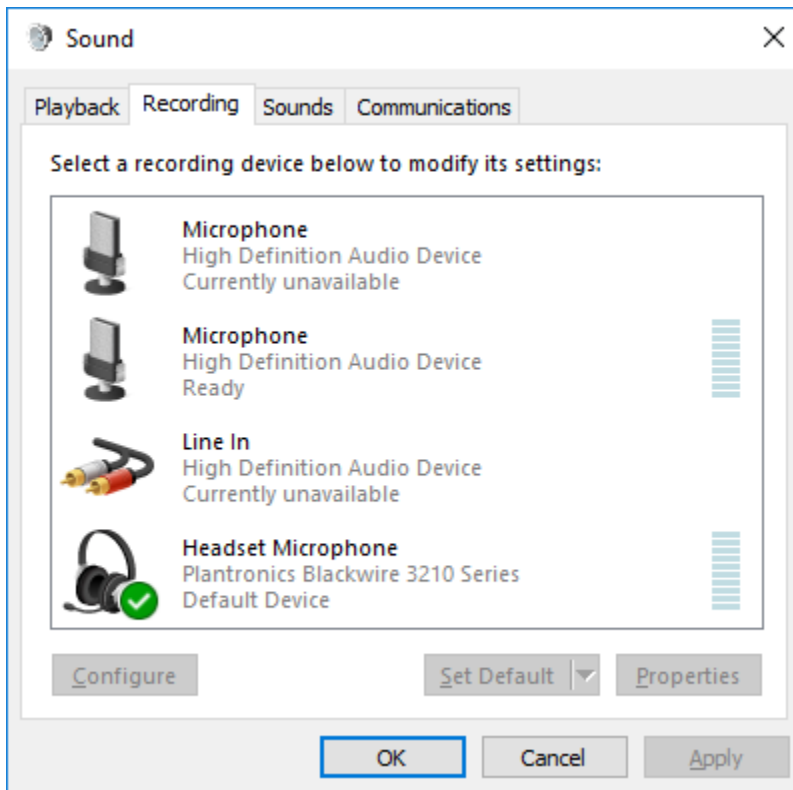 Sound
Playback Recording Sounds Communications
Select a recording device below to modify its settings:
Microphone
High Definition Audio Device
Currently unavailable
Microphone
High Definition Audio Device
Ready
Line In
High Definition Audio Device
Currently unavailable
Headset Microphone
Plantronics Blackwire 3210 Series
Default Device
Configure Set Default Properties
OK Cancel Apply